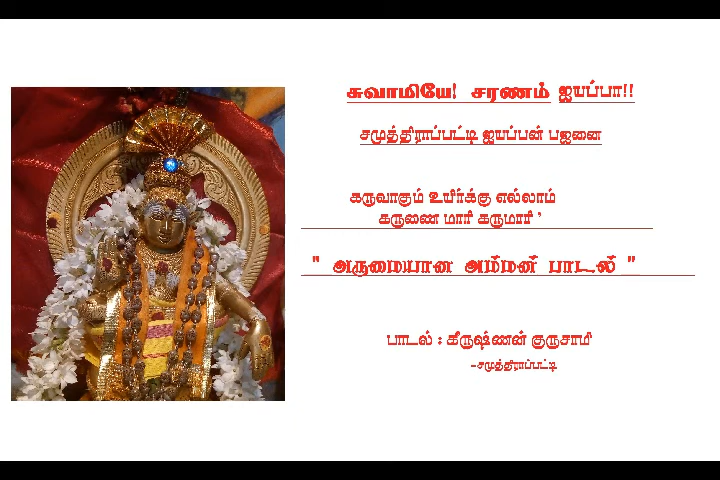 சுவாமியே! சரணம் ஐயப்பா!!
சமுத்திராப்பட்டி ஐயப்பன் பஜனை
கருவாகும் உயிர்க்கு எல்லாம்
கருணை மாரி கருமாரி '
" அருமையான அம்மன் பாடல் "
பாடல் : கிருஷ்ணன் குருசாமி
-சமுத்திராப்பட்டி